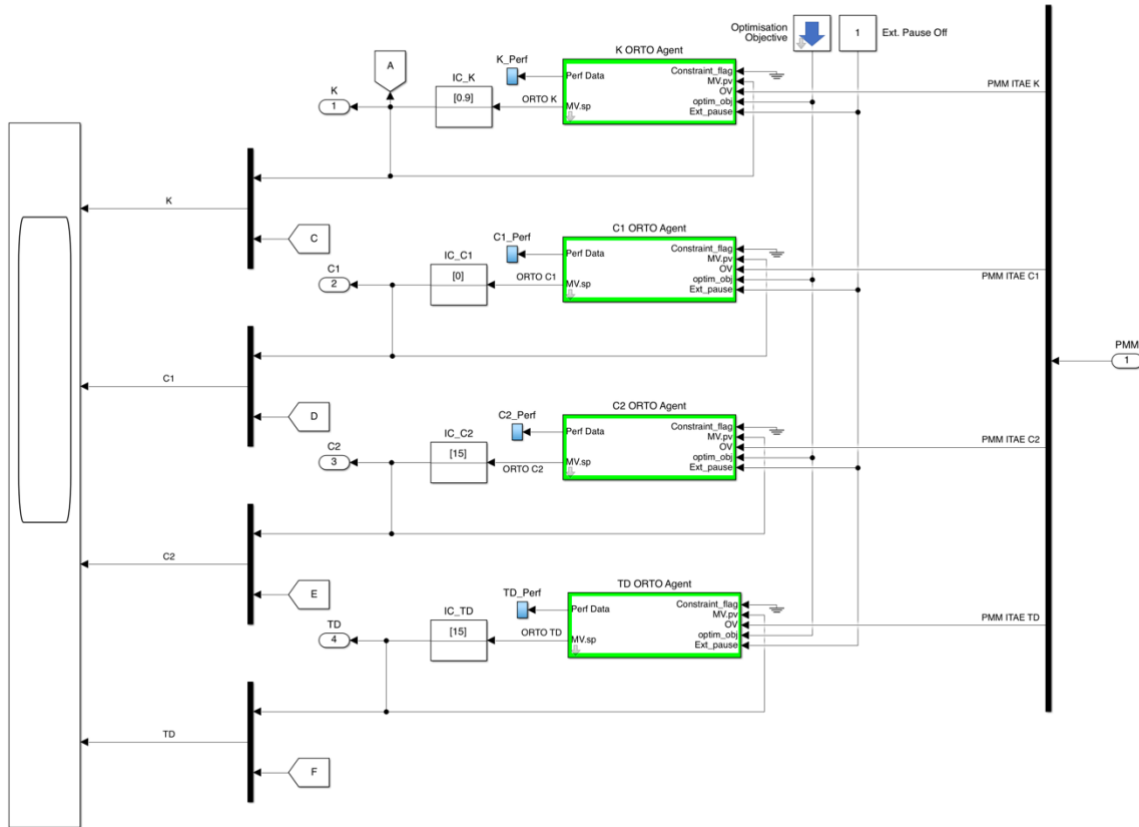 Optimisation
Objective
1
Ext. Pause Off
K ORTO Agent
K_Perf
Perf Data
MV.sp
Constraint_flag
MV.pv
OV
optim_obj
Ext_pause
PMM ITAE K
A
IC_K
[0.9]
ORTO K
K
1
K
C
C1 ORTO Agent
C1_Perf
Perf Data
MV.sp
Constraint_flag
MV.pv
OV
optim_obj
Ext_pause
PMM ITAE C1
IC_C1
[0]
ORTO C1
C1
2
C1
D
PMM
1
C2 ORTO Agent
C2_Perf
Perf Data
MV.sp
Constraint_flag
MV.pv
OV
optim_obj
Ext_pause
PMM ITAE C2
IC_C2
[15]
ORTO C2
C2
3
C2
E
TD ORTO Agent
TD_Perf
Perf Data
MV.sp
Constraint_flag
MV.pv
OV
optim_obj
Ext_pause
PMM ITAE TD
IC_TD
[15]
ORTO TD
TD
4
TD
F